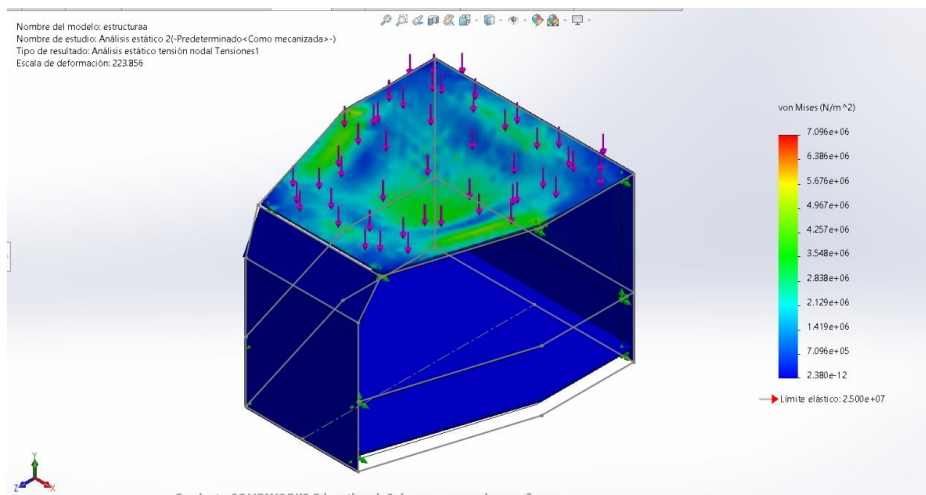 Nombre del modelo: estructuraa
Nombre de estudio: Análisis estático 2(-Predeterminado<Como mecanizada>-)
Tipo de resultado: Análisis estático tensión nodal Tensiones1
Escala de deformación: 223.856
von Mises (N/m^2)
7.096e+06
6.386e+06
5.676e+06
4.967e+06
4.257e+06
3.548e+06
2.838e+06
2.129e+06
1.419e+06
7.096e+05
2.380e-12
Límite elástico: 2.500e+07
Y
Z
X